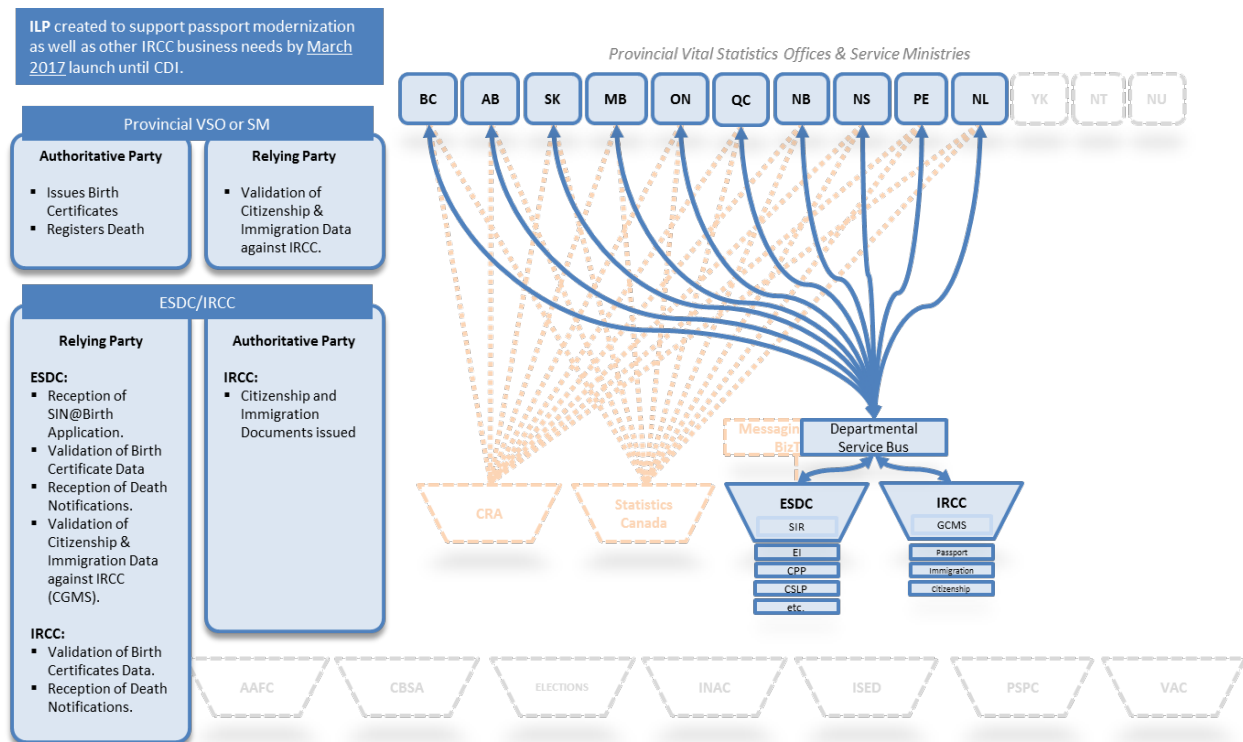 ILP created to support passport modernization
as well as other IRCC business needs by March
2017 launch until CDI.
Provincial Vital Statistics Offices & Service Ministries
BC AB SK MB ON QC NB NS PE NL YK NT NU
Provincial VSO or SM
Authoritative Party
▪ Issues Birth
Certificates
▪ Registers Death
Relying Party
▪ Validation of
Citizenship &
Immigration Data
against IRCC.
ESDC/IRCC
Relying Party
ESDC:
▪ Reception of
SIN@Birth
Application.
▪ Validation of Birth
Certificate Data
▪ Reception of Death
Notifications.
▪ Validation of
Citizenship &
Immigration Data
against IRCC
(CGMS).
IRCC:
▪ Validation of Birth
Certificates Data.
▪ Reception of Death
Notifications.
Authoritative Party
IRCC:
▪ Citizenship and
Immigration
Documents issued
Messaging
BizT
Departmental
Service Bus
CRA
Statistics
Canada
ESDC
SIR
EI
CPP
CSLP
etc.
IRCC
GCMS
Passport
Immigration
Citizenship
AAFC
CBSA
ELECTIONS
INAC
ISED
PSPC
VAC